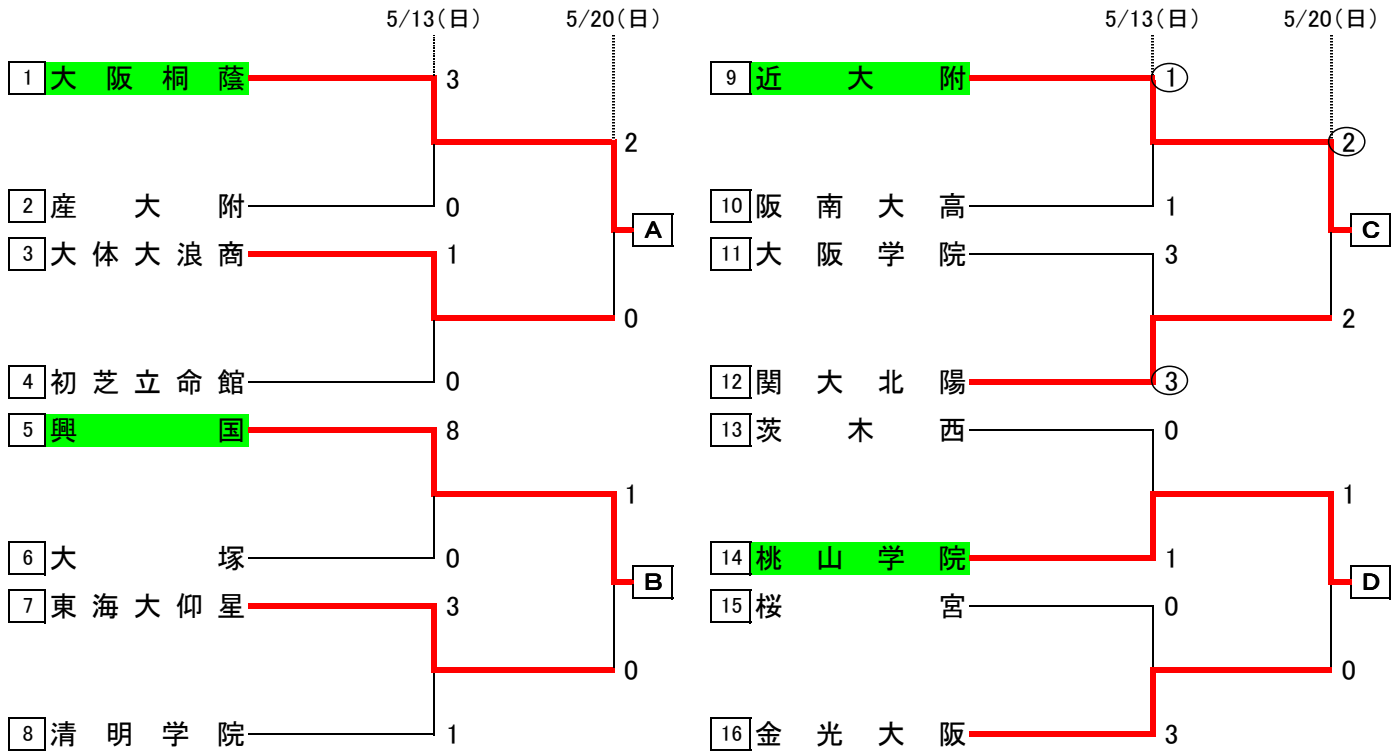 5/13(日) 5/20(日)
1 大阪桐蔭 3
2
2 産大附 0
A
3 大体大浪商 1
0
4 初芝立命館 0
5 興国 8
1
6 大塚 0
B
7 東海大仰星 3
0
8 清明学院 1
5/13(日) 5/20(日)
9 近大附 1
2
10 阪南大高 1
C
11 大阪学院 3
2
12 関大北陽 3
13 茨木西 0
1
14 桃山学院 1
D
15 桜宮 0
0
16 金光大阪 3